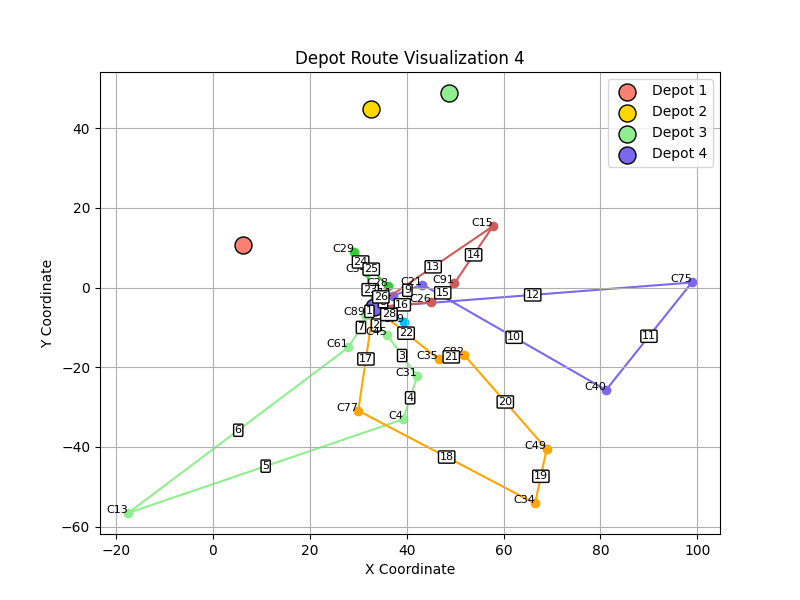 Depot Route Visualization 4
Depot 1
Depot 2
Depot 3
Depot 4
Y Coordinate
40
20
0
−20
−40
−60
C15
14
13
C29
24
25
C75
C21
C91
C28
23
26
9
15
12
C26
16
C89
1
28
7
2
22
10
11
C45
C61
3
17
C35
21
C31
C40
4
20
C77
C4
6
5
18
C49
19
C34
C13
−20
0
20
40
60
80
100
X Coordinate